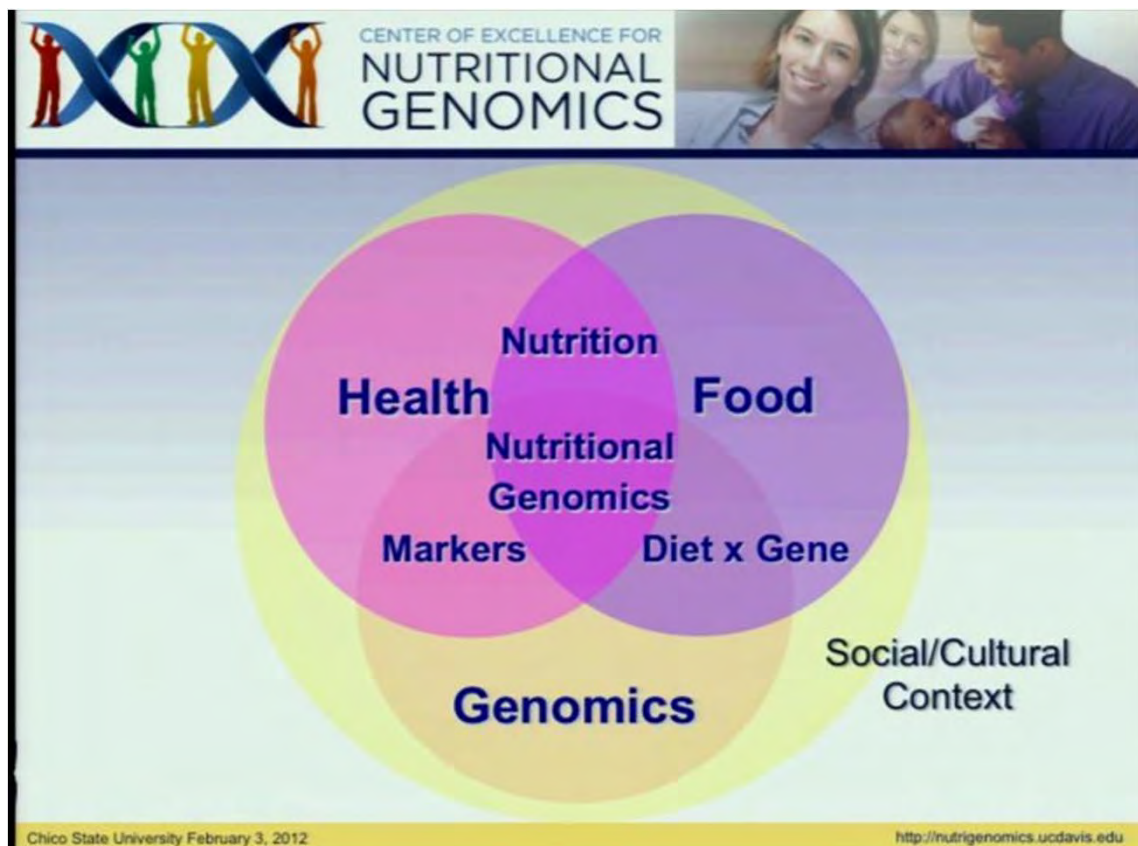 CENTER OF EXCELLENCE FOR
NUTRITIONAL
GENOMICS
Nutrition
Health
Food
Nutritional
Genomics
Markers
Diet x Gene
Social/Cultural
Context
Genomics
Chico State University February 3, 2012
http://nutrigenomics.ucdavis.edu